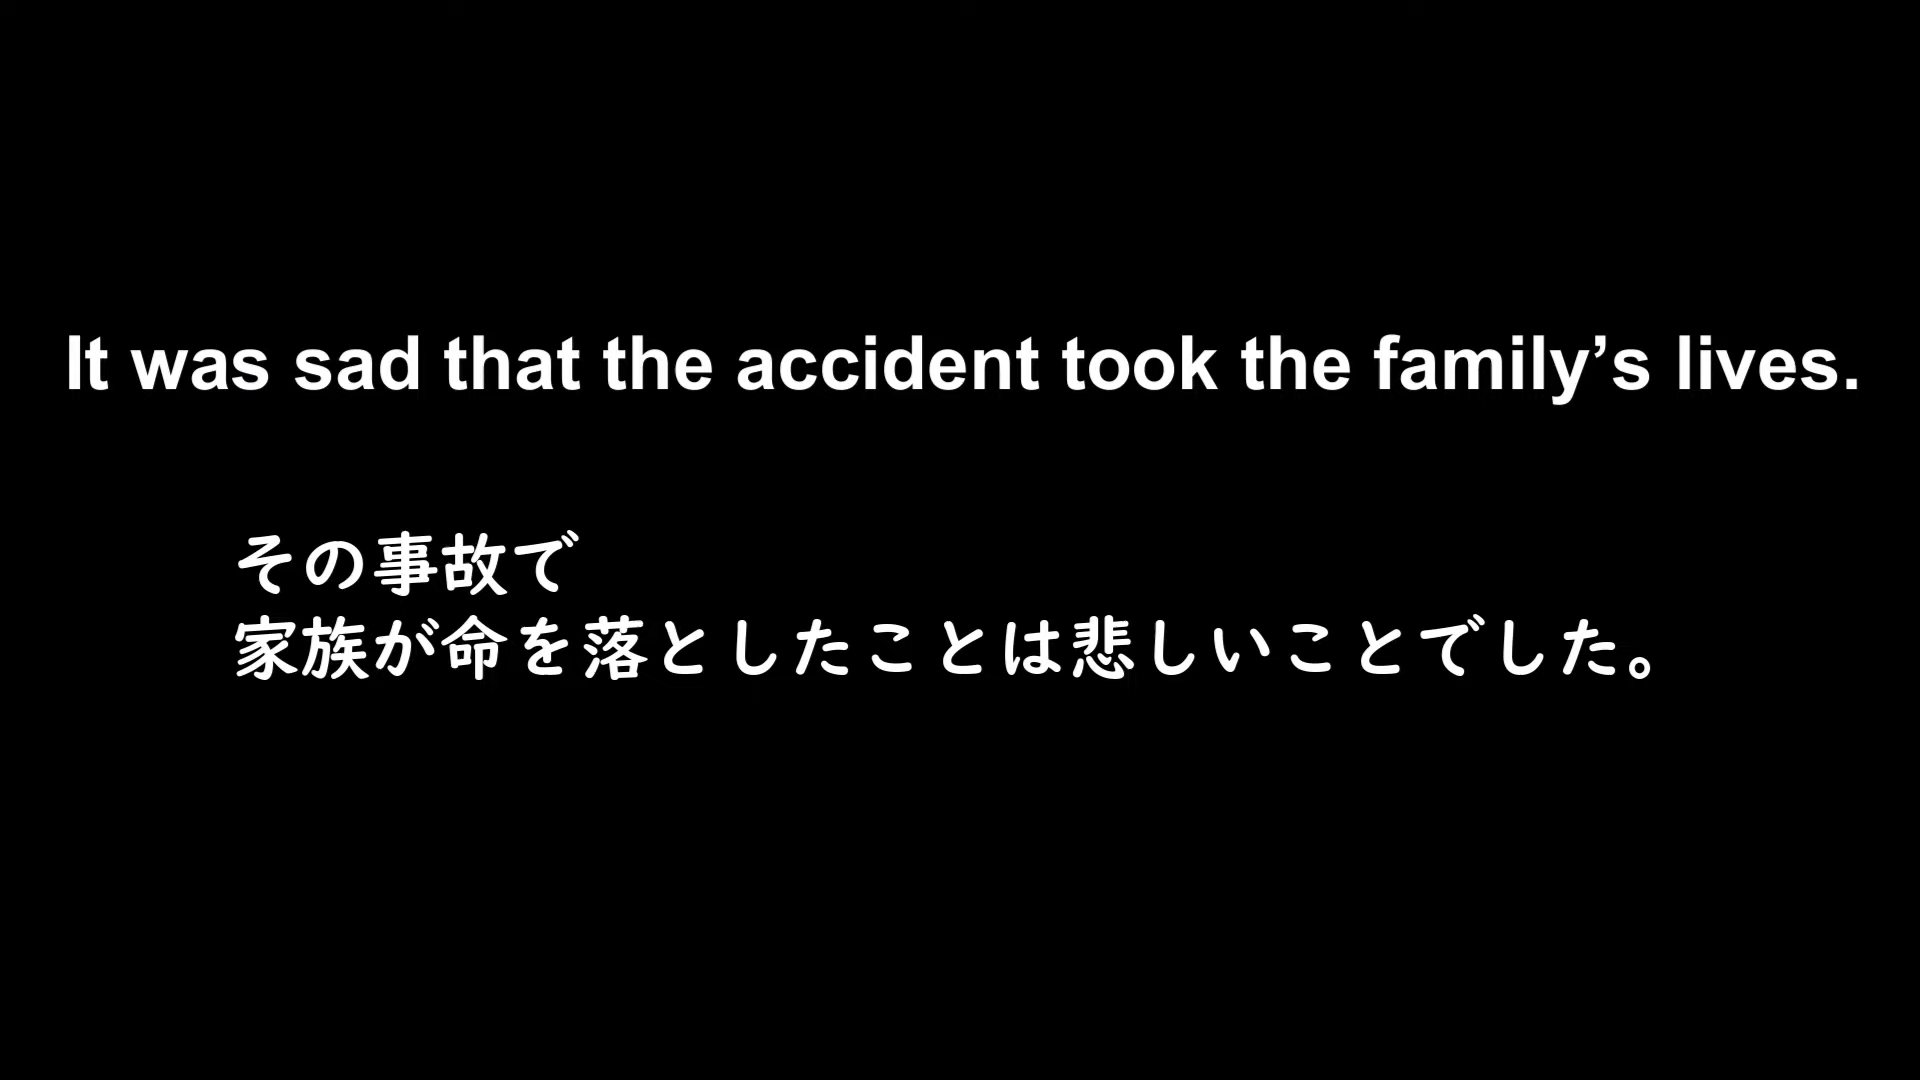 It was sad that the accident took the family’s lives.
その事故で
家族が命を落としたことは悲しいことでした。